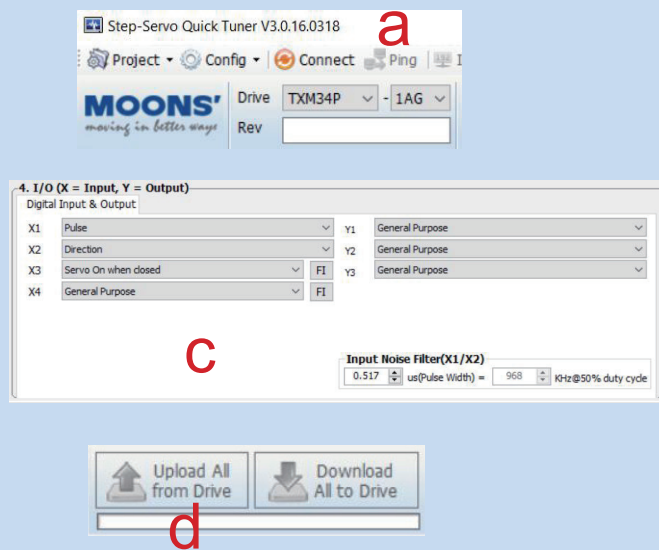 Step-Servo Quick Tuner V3.0.16.0318
a
Project Config Connect Ping I
MOONS' Drive TXM34P - 1AG
moving in better ways Rev
4. I/O (X = Input, Y = Output)
Digital Input & Output
X1 Pulse Y1 General Purpose
X2 Direction Y2 General Purpose
X3 Servo On when closed FI Y3 General Purpose
X4 General Purpose FI
c
Input Noise Filter(X1/X2)
0.517 us(Pulse Width) = 968 KHz@50% duty cycle
Upload All Download
from Drive All to Drive
d